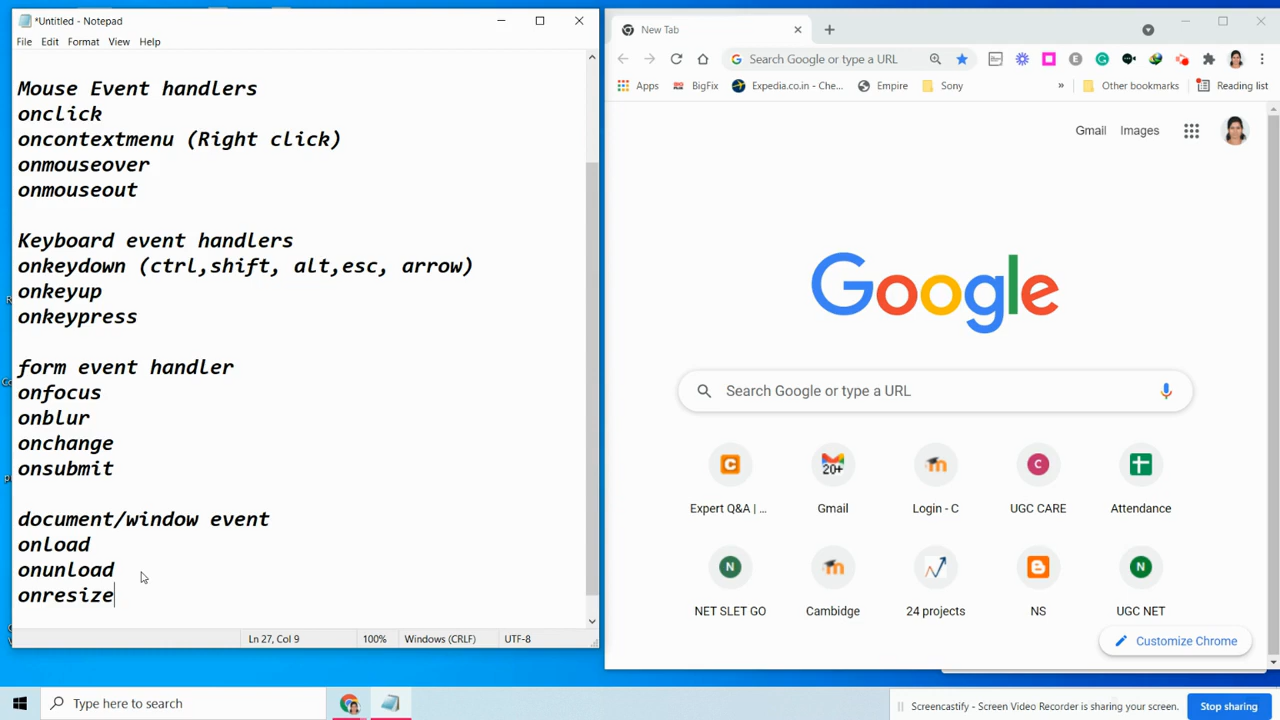 *Untitled - Notepad
File Edit Format View Help
Mouse Event handlers
onclick
oncontextmenu (Right click)
onmouseover
onmouseout
Keyboard event handlers
onkeydown (ctrl,shift, alt,esc, arrow)
onkeyup
onkeypress
form event handler
onfocus
onblur
onchange
onsubmit
document/window event
onload
onunload
onresize
Ln 27, Col 9 100% Windows (CRLF) UTF-8
New Tab
Search Google or type a URL
Apps BigFix Expedia.co.in - Che... Empire Sony » Other bookmarks Reading list
Gmail Images
Google
Search Google or type a URL
20+
Expert Q&A | ... Gmail Login - C UGC CARE Attendance
NET SLET GO Cambidge 24 projects NS UGC NET
Customize Chrome
Type here to search
Screencastify - Screen Video Recorder is sharing your screen. Stop sharing